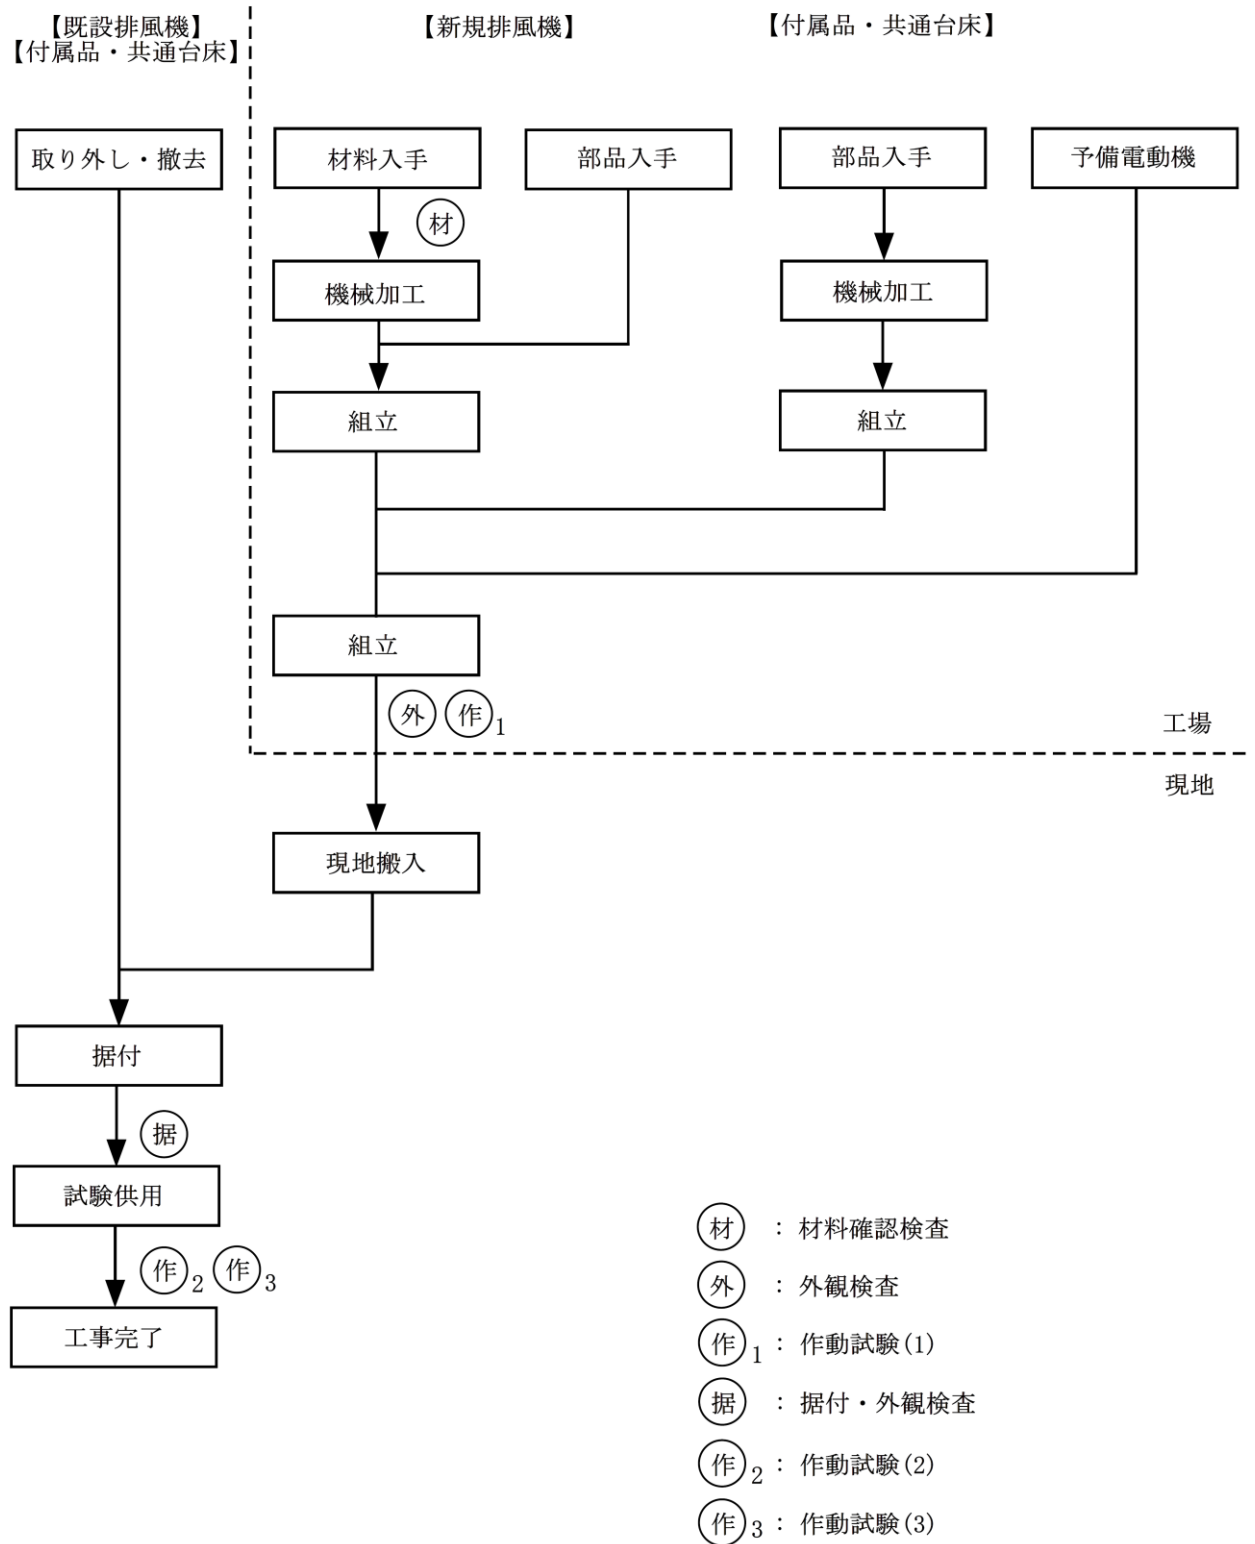 【既設排風機】
【付属品・共通台床】
【新規排風機】
【付属品・共通台床】
取り外し・撤去
材料入手
部品入手
部品入手
予備電動機
材
機械加工
機械加工
組立
組立
組立
外 作1
工場
現地
現地搬入
据付
据
試験供用
作2 作3
工事完了
材 : 材料確認検査
外 : 外観検査
作1 : 作動試験(1)
据 : 据付・外観検査
作2 : 作動試験(2)
作3 : 作動試験(3)